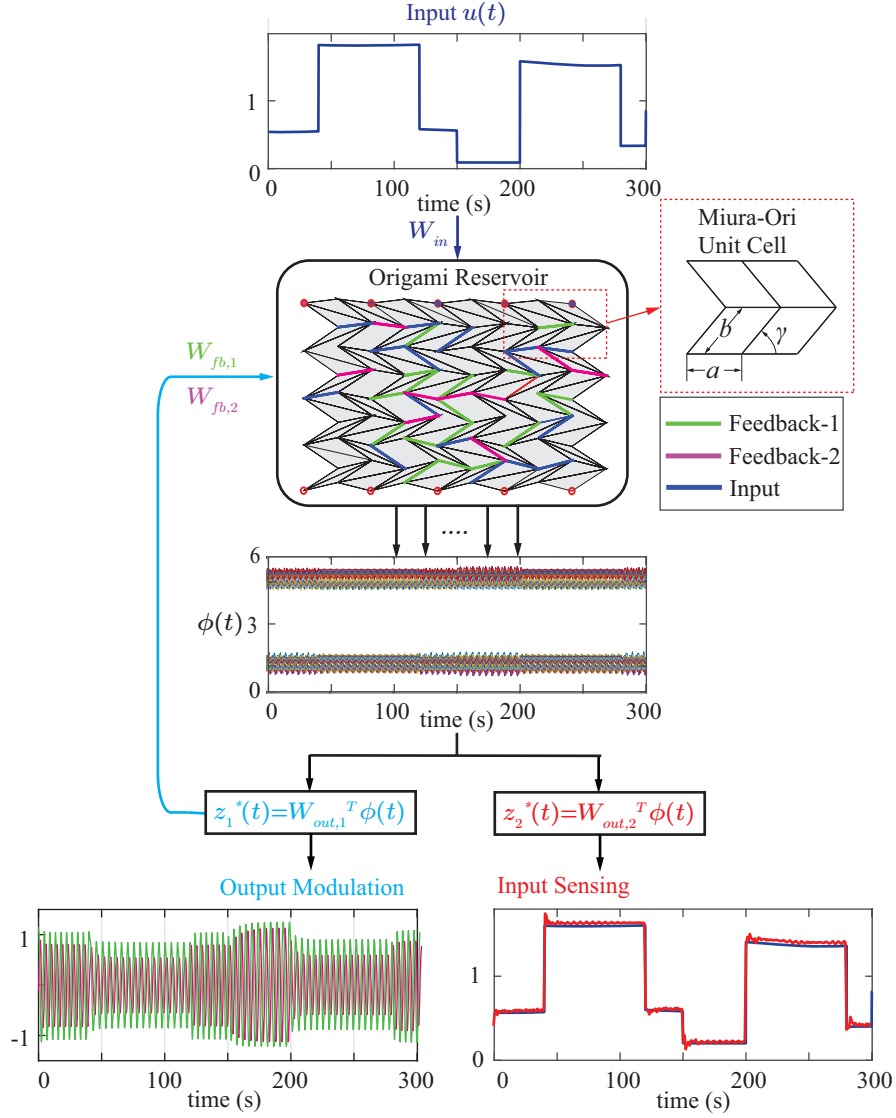 Input u(t)
1
0
0 100 200 300
time (s)
W_in
Miura-Ori
Unit Cell
b
γ
a
Origami Reservoir
W_fb,1
W_fb,2
Feedback-1
Feedback-2
Input
....
6
ϕ(t) 3
0
0 100 200 300
time (s)
z_1^*(t)=W_out,1^T ϕ(t)
z_2^*(t)=W_out,2^T ϕ(t)
Output Modulation
Input Sensing
1
-1
0 100 200 300
time (s)
1
0
0 100 200 300
time (s)